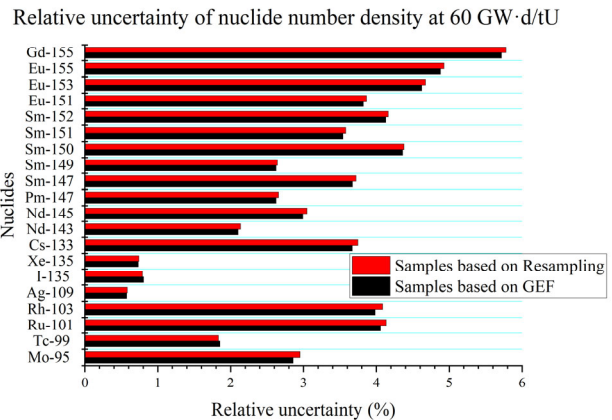 Relative uncertainty of nuclide number density at 60 GW·d/tU
Nuclides
Gd-155
Eu-155
Eu-153
Eu-151
Sm-152
Sm-151
Sm-150
Sm-149
Sm-147
Pm-147
Nd-145
Nd-143
Cs-133
Xe-135
I-135
Ag-109
Rh-103
Ru-101
Tc-99
Mo-95
Samples based on Resampling
Samples based on GEF
0 1 2 3 4 5 6
Relative uncertainty (%)